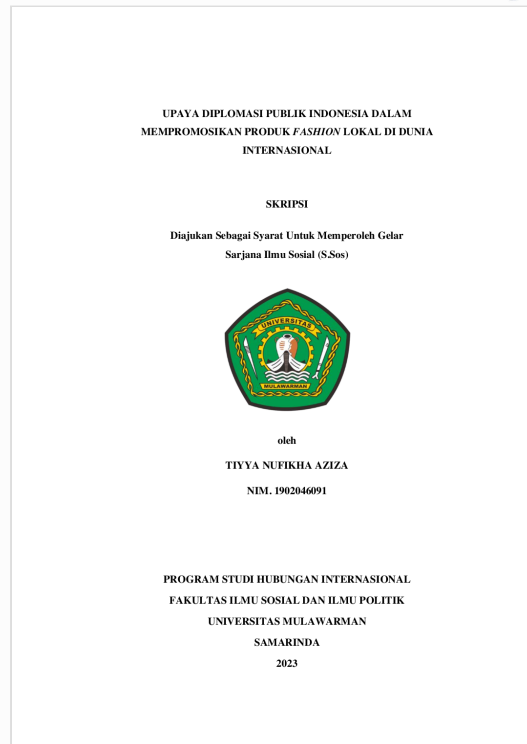 UPAYA DIPLOMASI PUBLIK INDONESIA DALAM
MEMPROMOSIKAN PRODUK FASHION LOKAL DI DUNIA
INTERNASIONAL
SKRIPSI
Diajukan Sebagai Syarat Untuk Memperoleh Gelar
Sarjana Ilmu Sosial (S.Sos)
UNIVERSITAS
MULAWARMAN
oleh
TIYYA NUFIKHA AZIZA
NIM. 1902046091
PROGRAM STUDI HUBUNGAN INTERNASIONAL
FAKULTAS ILMU SOSIAL DAN ILMU POLITIK
UNIVERSITAS MULAWARMAN
SAMARINDA
2023